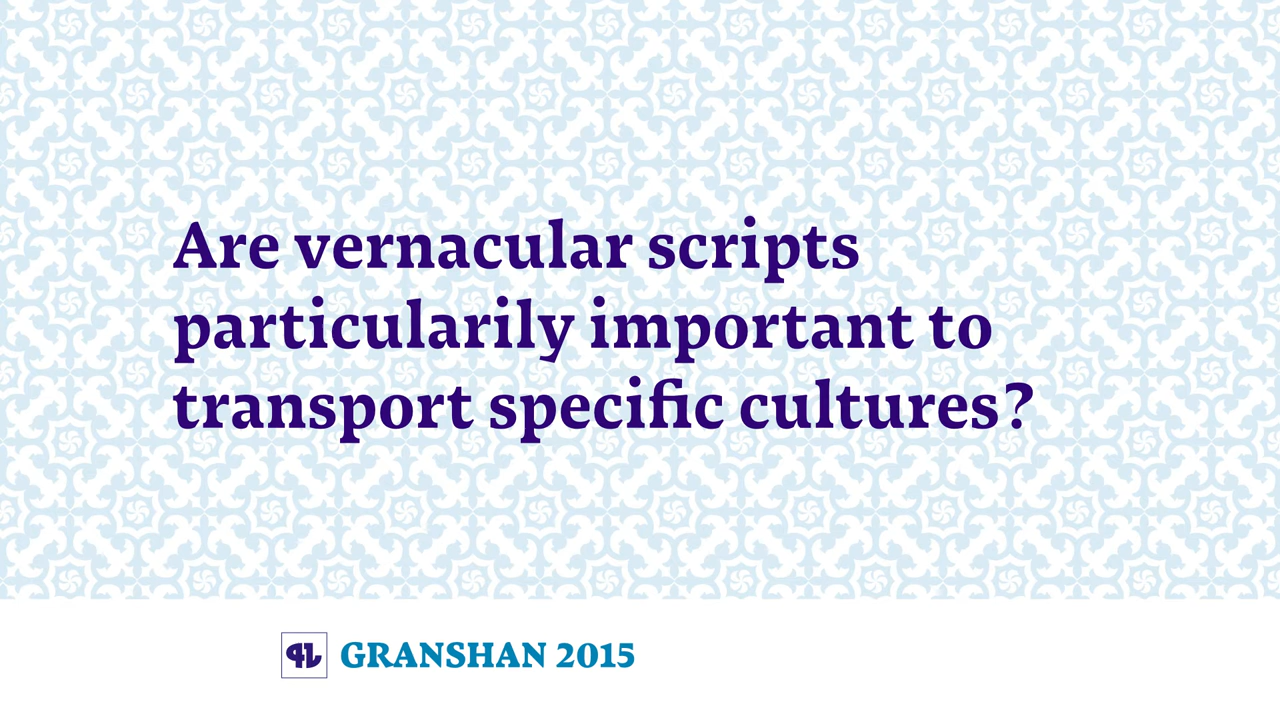 Are vernacular scripts
particularily important to
transport specific cultures?
GRANSHAN 2015